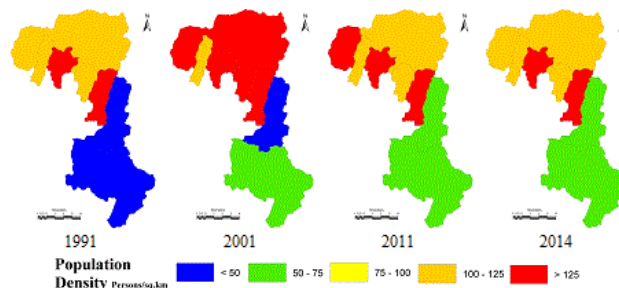 N N N N
1991 2001 2011 2014
Population
Density Persons/sq.km
< 50 50 - 75 75 - 100 100 - 125 > 125